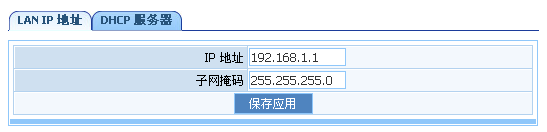 LAN IP 地址 DHCP 服务器
IP 地址 192.168.1.1
子网掩码 255.255.255.0
保存应用